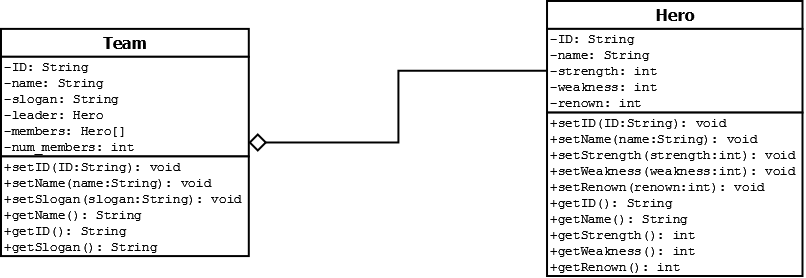 Team
-ID: String
-name: String
-slogan: String
-leader: Hero
-members: Hero[]
-num_members: int
+setID(ID:String): void
+setName(name:String): void
+setSlogan(slogan:String): void
+getName(): String
+getID(): String
+getSlogan(): String
Hero
-ID: String
-name: String
-strength: int
-weakness: int
-renown: int
+setID(ID:String): void
+setName(name:String): void
+setStrength(strength:int): void
+setWeakness(weakness:int): void
+setRenown(renown:int): void
+getID(): String
+getName(): String
+getStrength(): int
+getWeakness(): int
+getRenown(): int